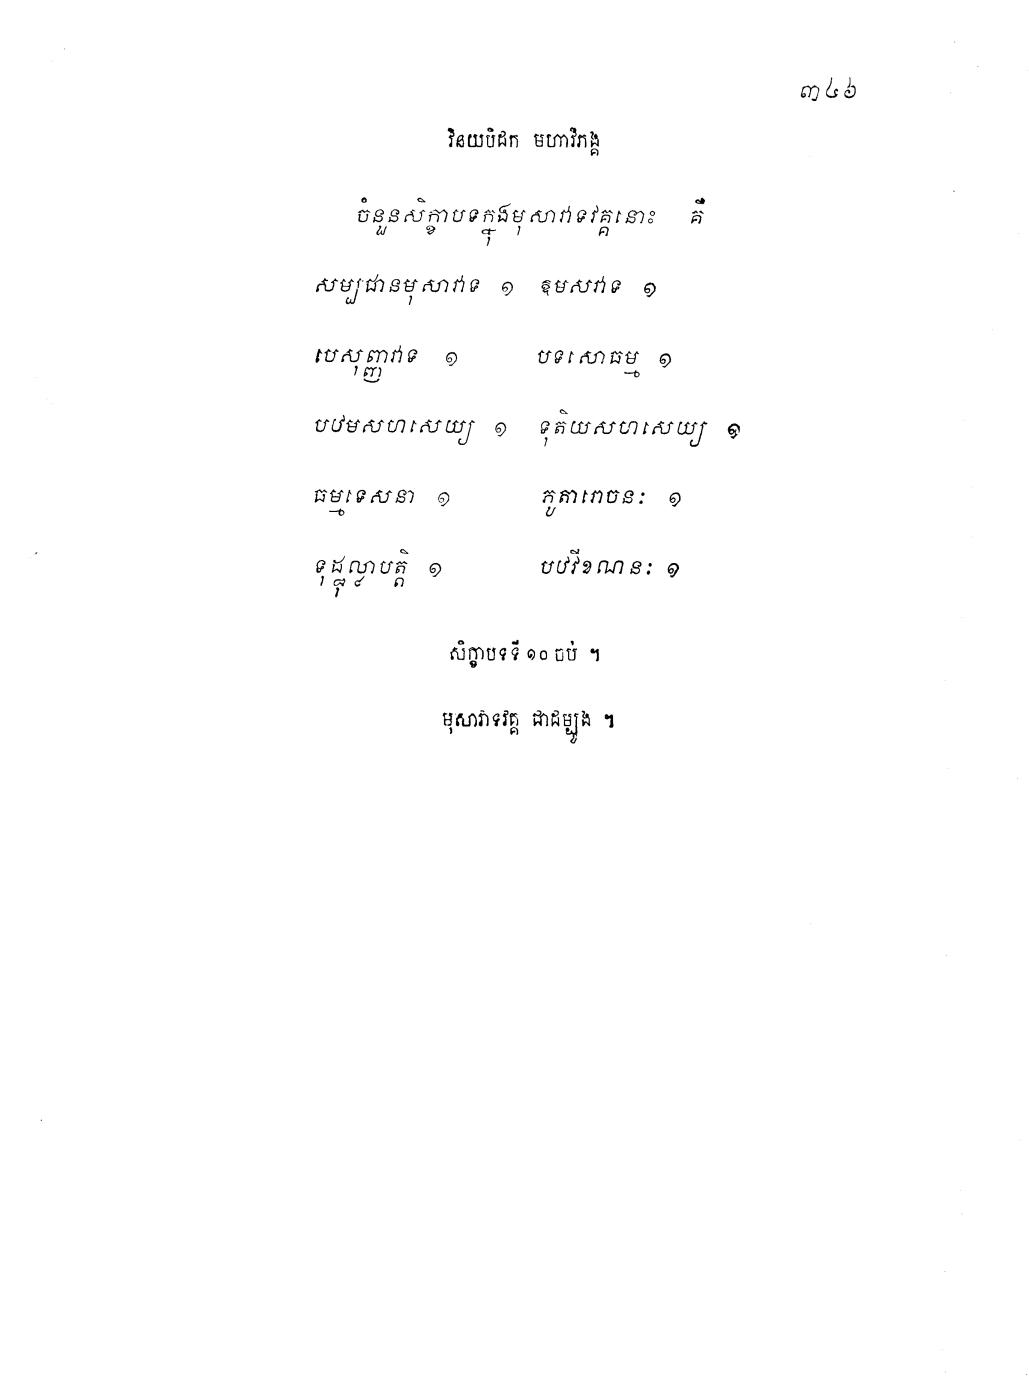 ៣៤៦
វិនយបិដក មហាវិភង្គ
ចំនួនសិក្ខាបទក្នុងមុសាវាទវគ្គនោះ គឺ
សម្បជានមុសាវាទ ១ ឱមសវាទ ១
បេសុញ្ញវាទ ១ បទសោធម្ម ១
បឋមសហសេយ្យ ១ ទុតិយសហសេយ្យ ១
ធម្មទេសនា ១ ភូតារោចនៈ ១
ទុដ្ឋុល្លាបត្តិ ១ បឋវីខណនៈ ១
សិក្ខាបទទី ១០ ចប់ ។
មុសាវាទវគ្គ ជាដម្បូង ។